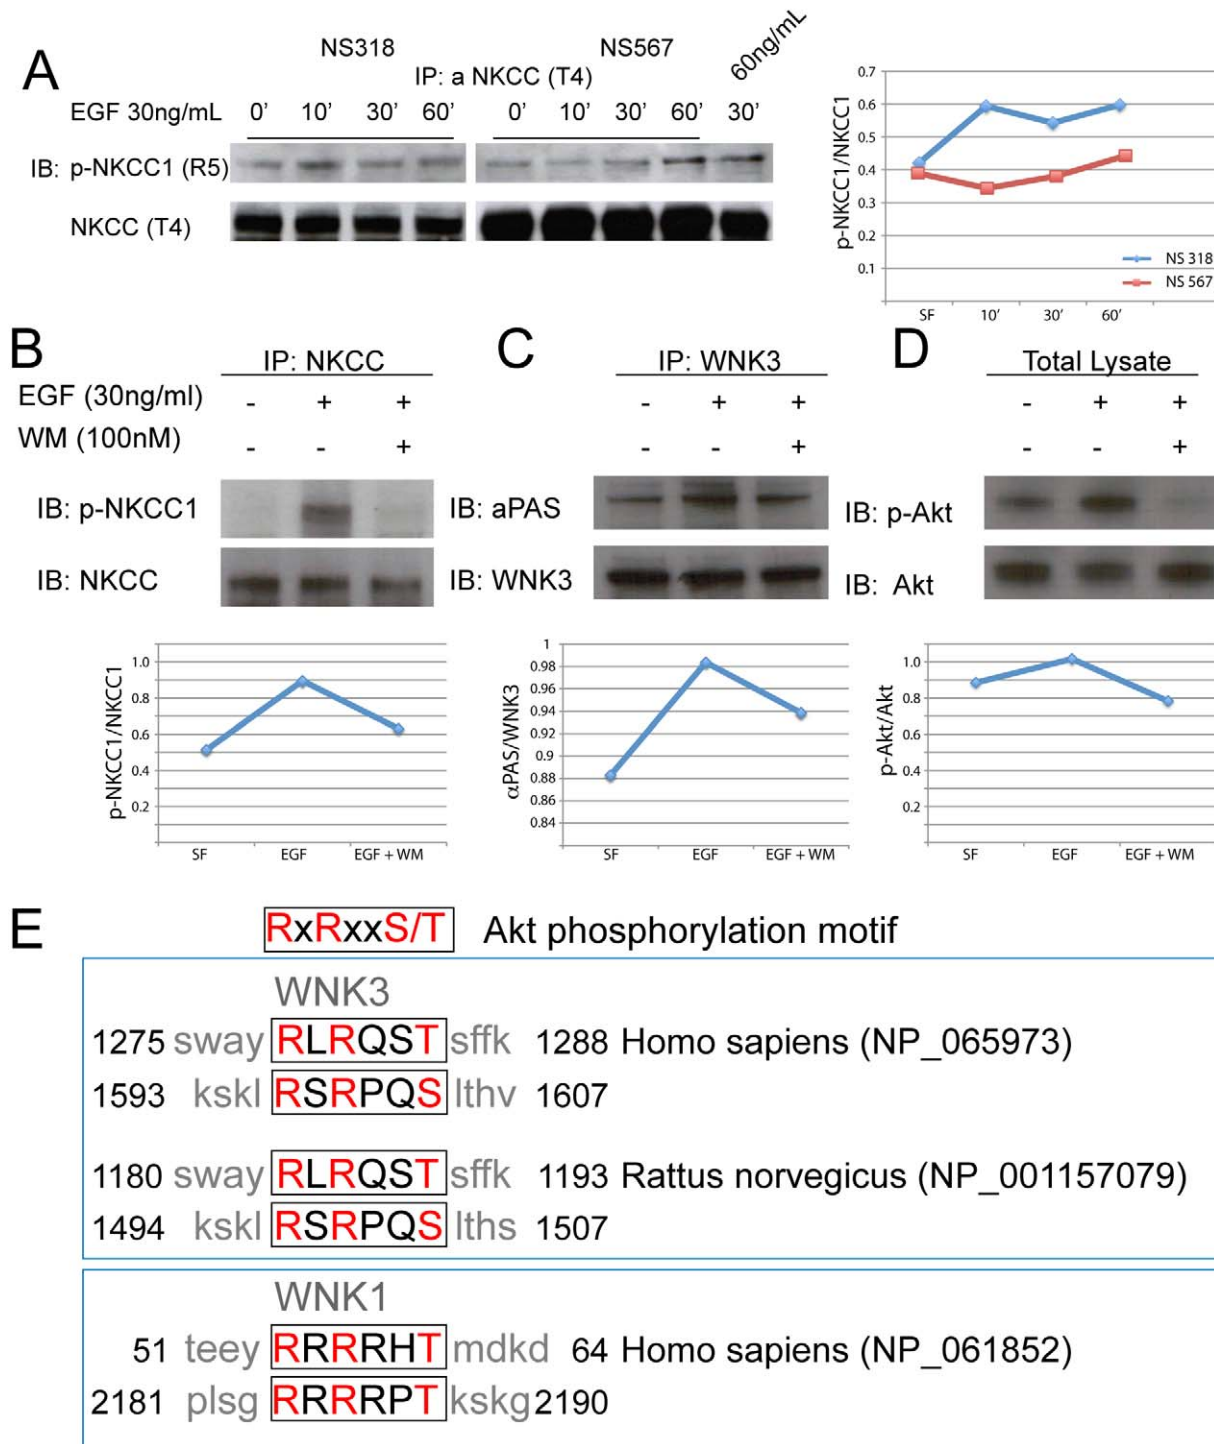 A
NS318 NS567 60ng/mL
IP: a NKCC (T4)
EGF 30ng/mL 0’ 10’ 30’ 60’ 0’ 10’ 30’ 60’ 30’
IB: p-NKCC1 (R5)
NKCC (T4)
p-NKCC1/NKCC1
0.7
0.6
0.5
0.4
0.3
0.2
0.1
NS 318
NS 567
SF 10’ 30’ 60’
B
IP: NKCC
EGF (30ng/ml) - + +
WM (100nM) - - +
IB: p-NKCC1
IB: NKCC
p-NKCC1/NKCC1
1.0
0.8
0.6
0.4
0.2
SF EGF EGF + WM
C
IP: WNK3
- + +
- - +
IB: aPAS
IB: WNK3
αPAS/WNK3
1
0.98
0.96
0.94
0.92
0.9
0.88
0.86
0.84
SF EGF EGF + WM
D
Total Lysate
- + +
- - +
IB: p-Akt
IB: Akt
p-Akt/Akt
1.0
0.8
0.6
0.4
0.2
SF EGF EGF + WM
E
RxRxxS/T Akt phosphorylation motif
WNK3
1275 sway RLRQST sffk 1288 Homo sapiens (NP_065973)
1593 kskl RSRPQS lthv 1607
1180 sway RLRQST sffk 1193 Rattus norvegicus (NP_001157079)
1494 kskl RSRPQS lths 1507
WNK1
51 teey RRRRHT mdkd 64 Homo sapiens (NP_061852)
2181 plsg RRRRPT kskg 2190